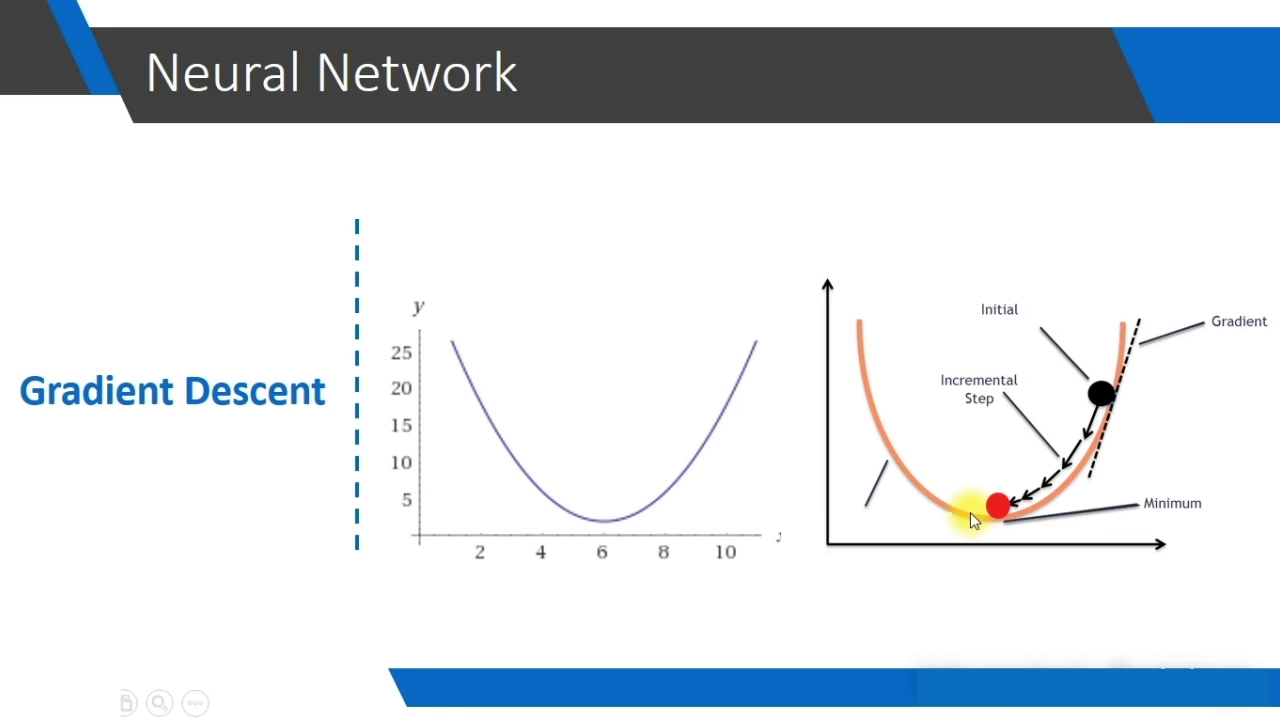 Neural Network
Gradient Descent
y
25
20
15
10
5
2 4 6 8 10
Initial
Gradient
Incremental
Step
Minimum